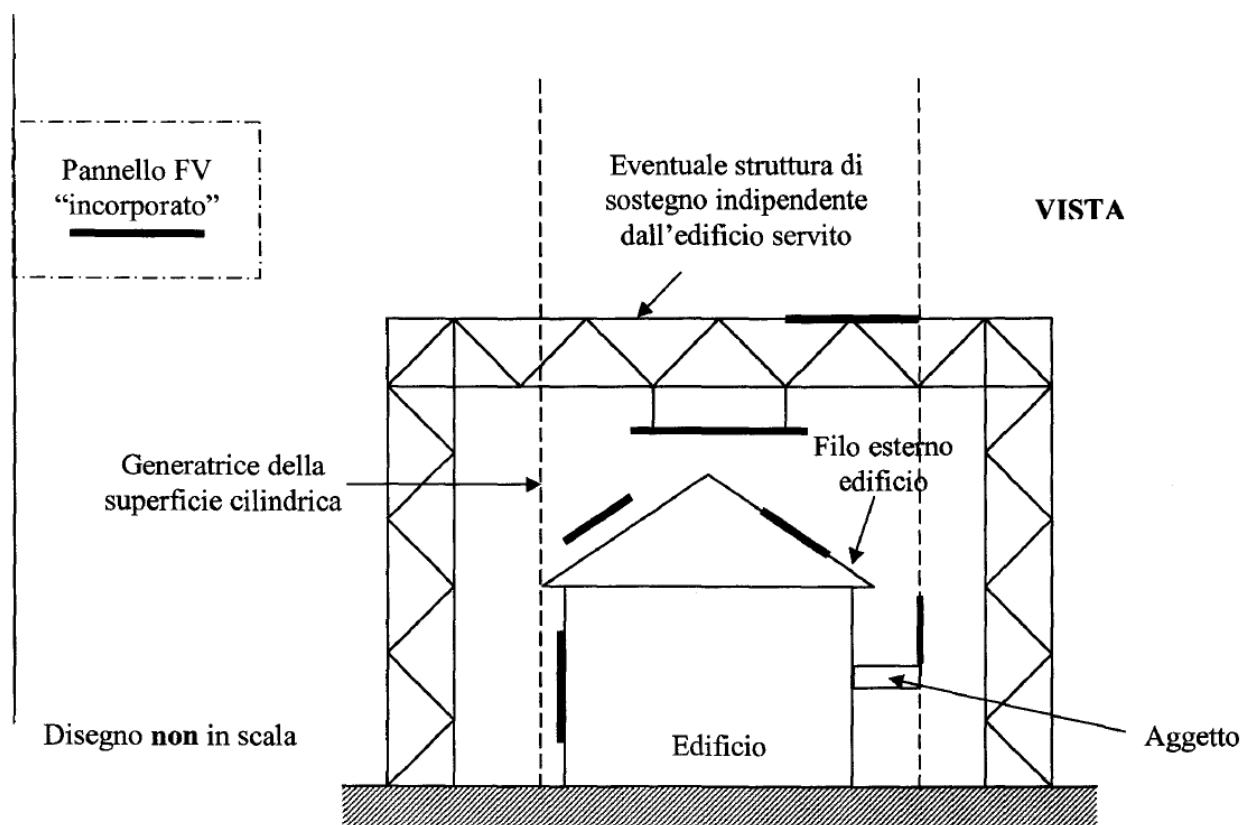 Pannello FV
“incorporato”
Eventuale struttura di
sostegno indipendente
dall’edificio servito
VISTA
Generatrice della
superficie cilindrica
Filo esterno
edificio
Disegno non in scala
Edificio
Aggetto